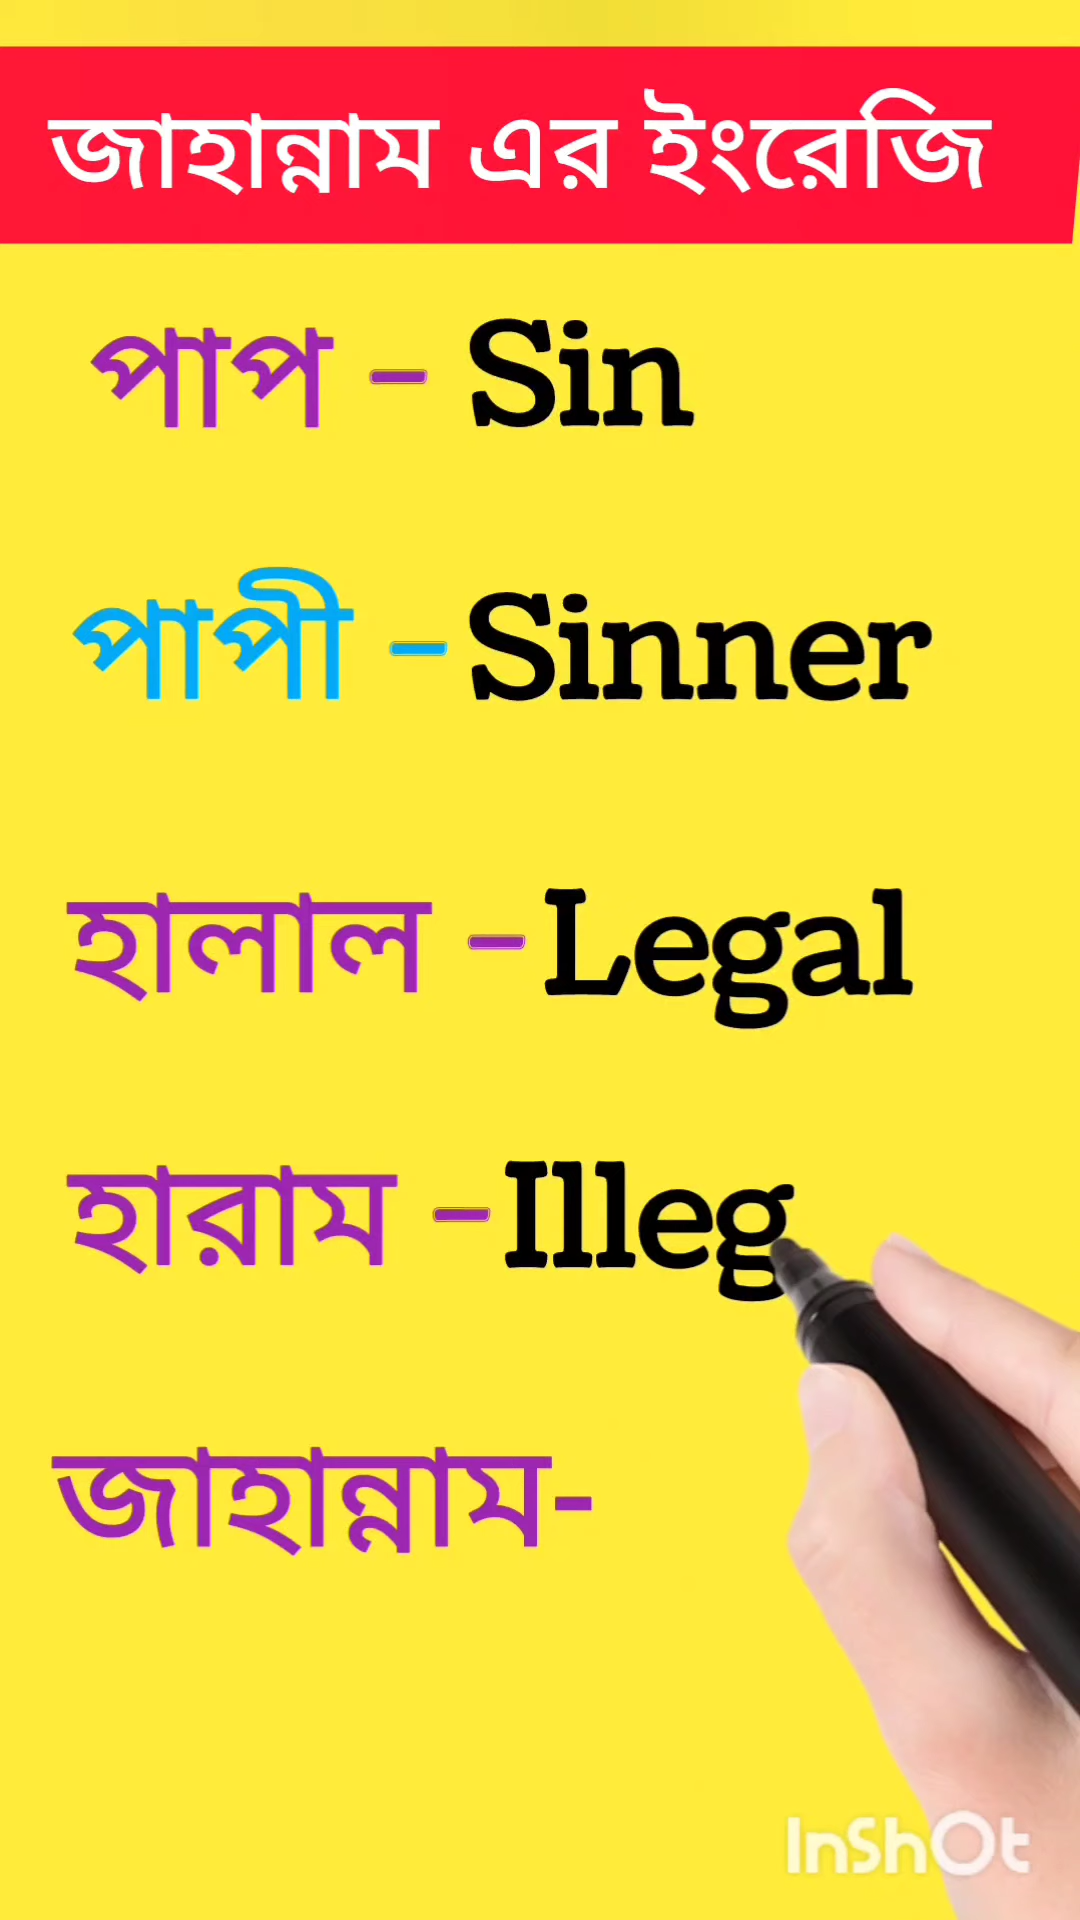 জাহান্নাম এর ইংরেজি
পাপ - Sin
পাপী - Sinner
হালাল - Legal
হারাম - Illeg
জাহান্নাম-
InShOt